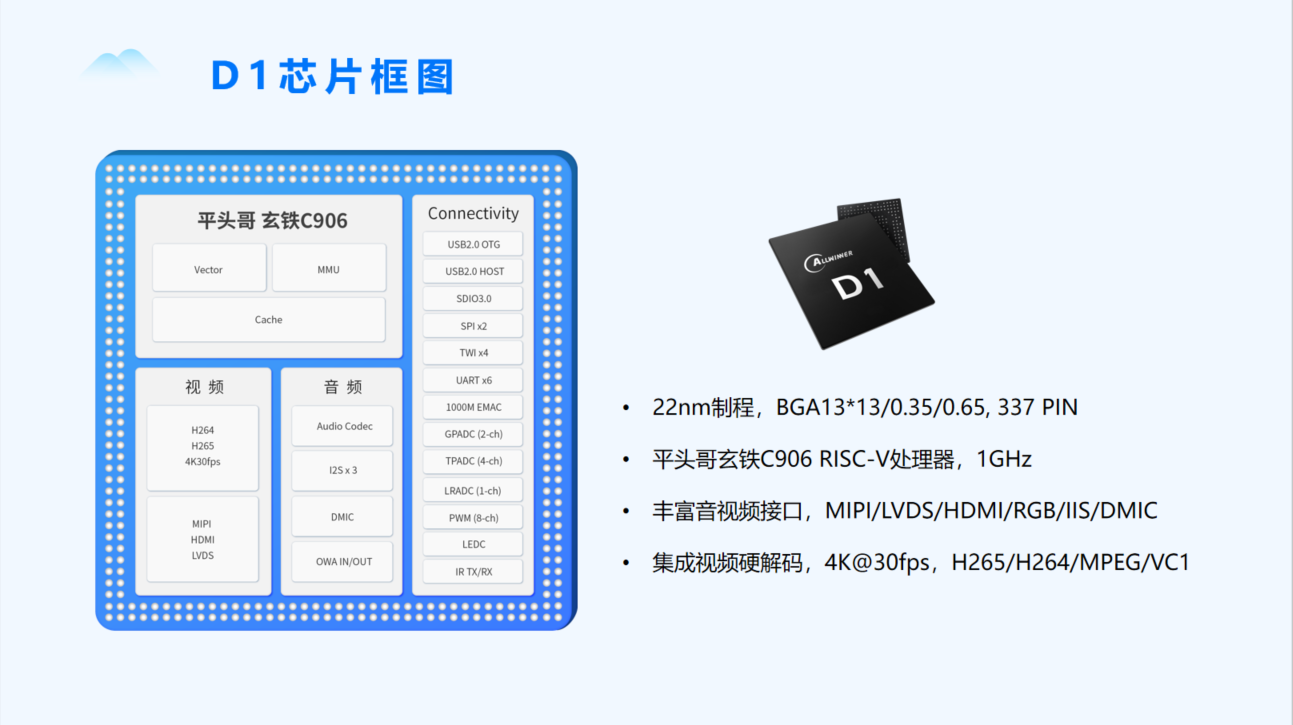 D1芯片框图
平头哥 玄铁C906
Vector
MMU
Cache
视 频
H264
H265
4K30fps
MIPI
HDMI
LVDS
音 频
Audio Codec
I2S x 3
DMIC
OWA IN/OUT
Connectivity
USB2.0 OTG
USB2.0 HOST
SDIO3.0
SPI x2
TWI x4
UART x6
1000M EMAC
GPADC (2-ch)
TPADC (4-ch)
LRADC (1-ch)
PWM (8-ch)
LEDC
IR TX/RX
ALLWINNER
D1
• 22nm制程，BGA13*13/0.35/0.65, 337 PIN
• 平头哥玄铁C906 RISC-V处理器，1GHz
• 丰富音视频接口，MIPI/LVDS/HDMI/RGB/IIS/DMIC
• 集成视频硬解码，4K@30fps，H265/H264/MPEG/VC1